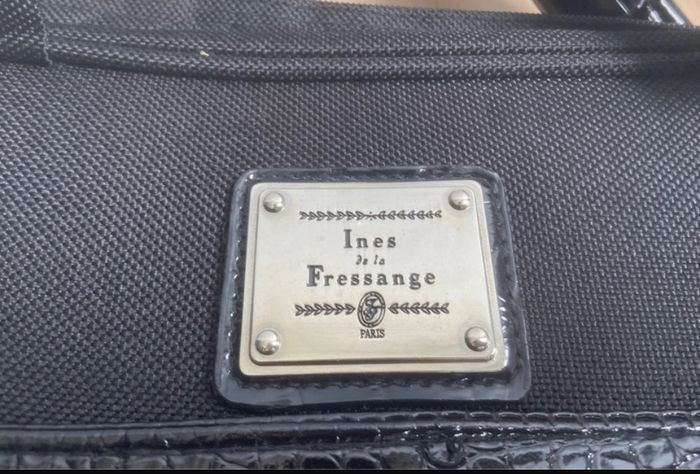 Ines
de la
Fressange
PARIS